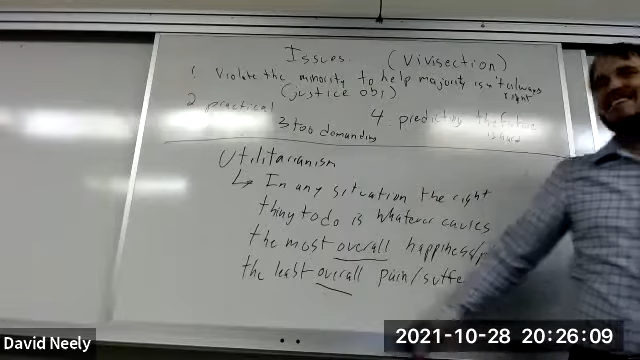 Issues (Vivisection)
1 Violate the minority to help majority isn't always
right
(justice obj)
2 practical
4. predicting the future
is hard
3 too demanding
Utilitarianism
↳ In any situation the right
thing to do is whatever causes
the most overall happiness/p
the least overall pain/suffe
David Neely
2021-10-28 20:26:09